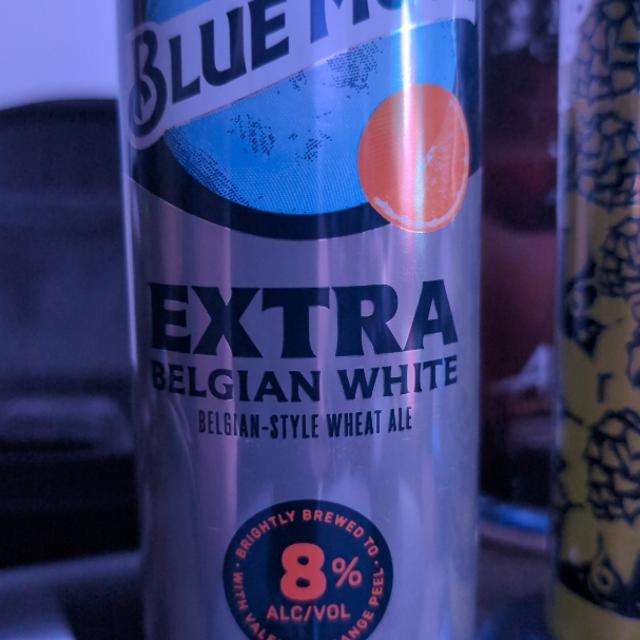 BLUE
EXTRA
BELGIAN WHITE
BELGIAN-STYLE WHEAT ALE
BRIGHTLY BREWED TO
8%
ALC/VOL
WITH
PEEL